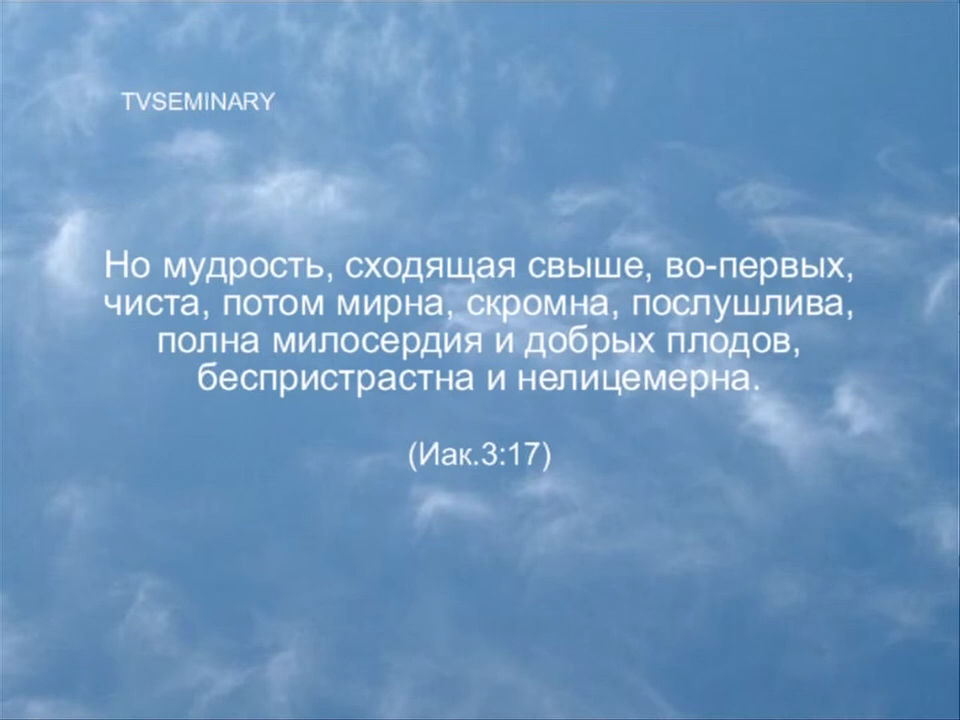 TVSEMINARY
Но мудрость, сходящая свыше, во-первых,
чиста, потом мирна, скромна, послушлива,
полна милосердия и добрых плодов,
беспристрастна и нелицемерна.
(Иак.3:17)